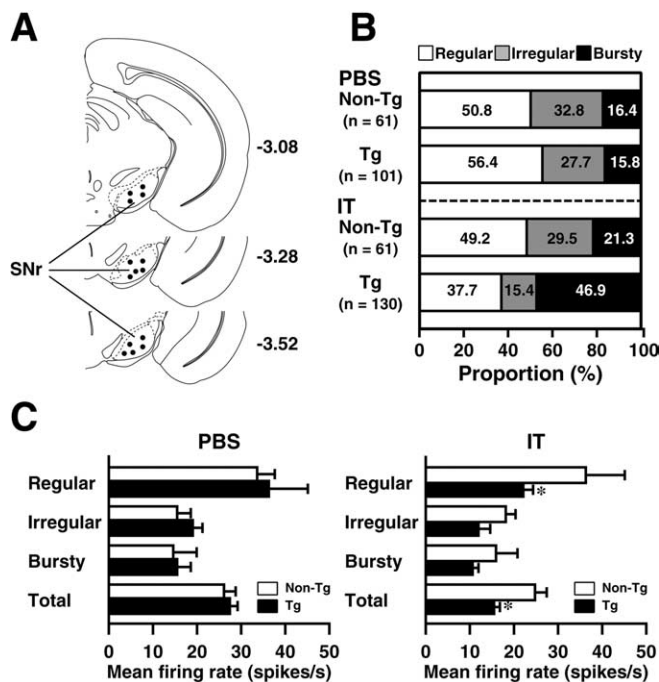 A
-3.08
-3.28
-3.52
SNr
B
Regular Irregular Bursty
PBS
Non-Tg
(n = 61)
50.8 32.8 16.4
Tg
(n = 101)
56.4 27.7 15.8
IT
Non-Tg
(n = 61)
49.2 29.5 21.3
Tg
(n = 130)
37.7 15.4 46.9
0 20 40 60 80 100
Proportion (%)
C
PBS
Regular
Irregular
Bursty
Total
Non-Tg
Tg
0 10 20 30 40 50
Mean firing rate (spikes/s)
IT
Regular
*
Irregular
Bursty
Total
*
Non-Tg
Tg
0 10 20 30 40 50
Mean firing rate (spikes/s)